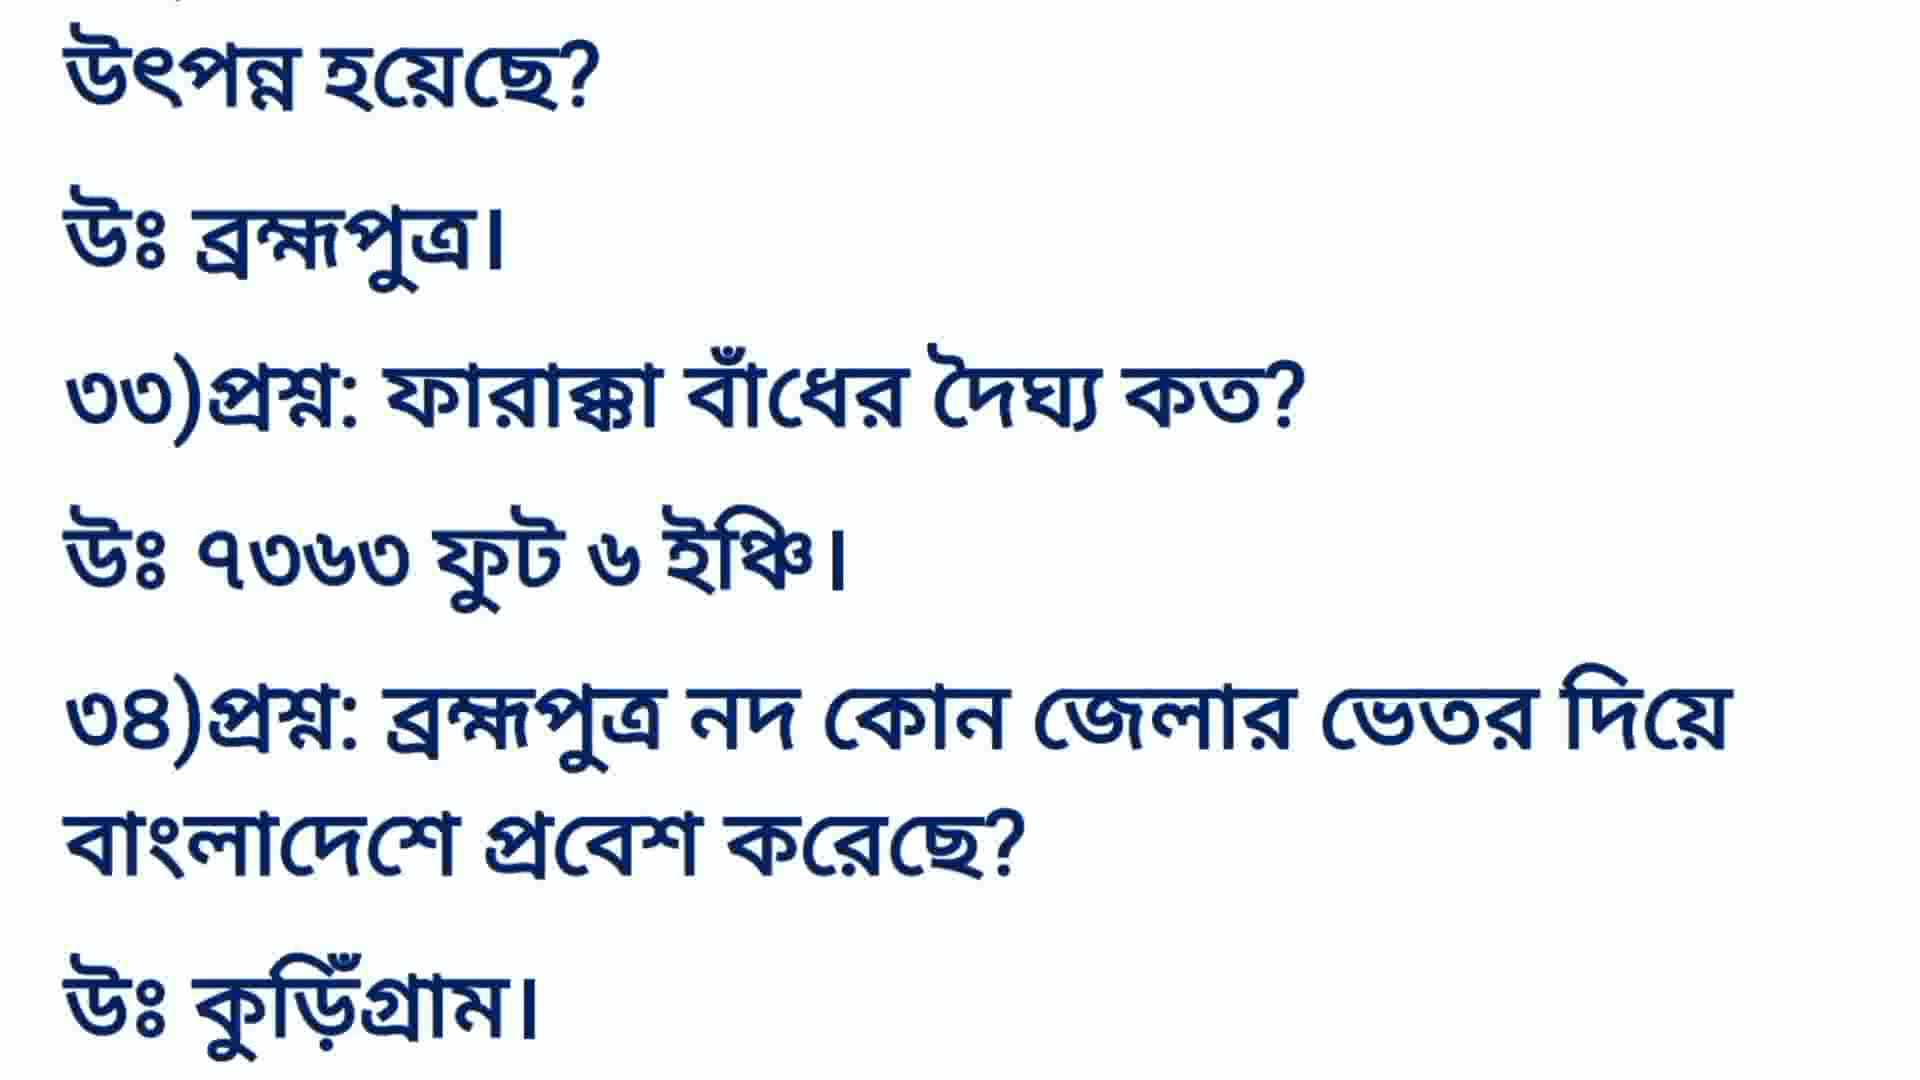 উৎপন্ন হয়েছে?
উঃ ব্রহ্মপুত্র।
৩৩)প্রশ্ন: ফারাক্কা বাঁধের দৈঘ্য কত?
উঃ ৭৩৬৩ ফুট ৬ ইঞ্চি।
৩৪)প্রশ্ন: ব্রহ্মপুত্র নদ কোন জেলার ভেতর দিয়ে
বাংলাদেশে প্রবেশ করেছে?
উঃ কুড়িঁগ্রাম।